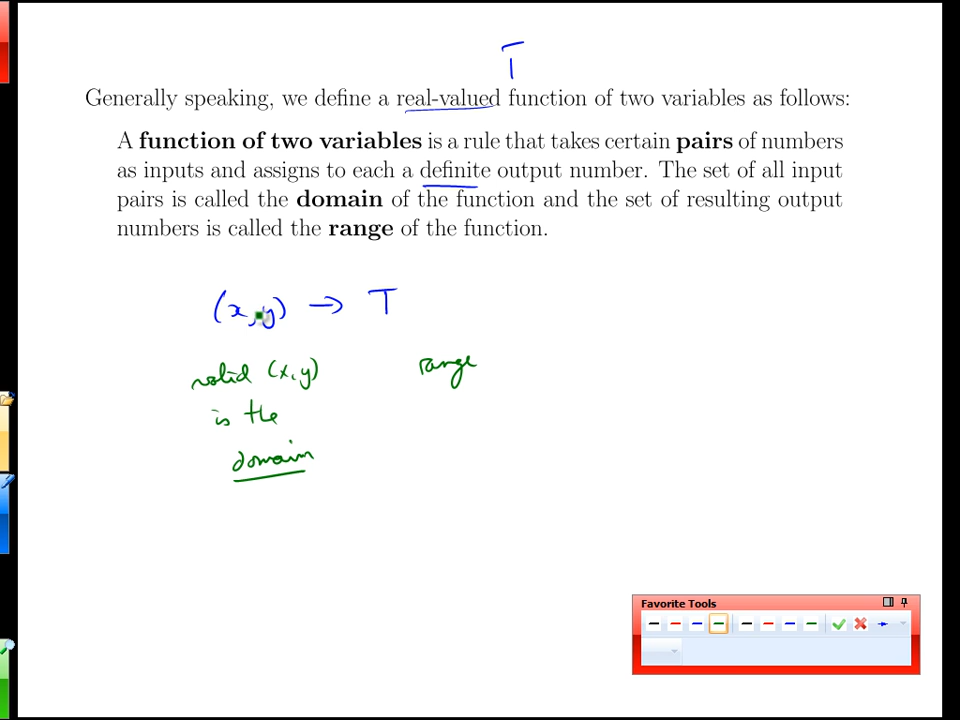 T
Generally speaking, we define a real-valued function of two variables as follows:
A function of two variables is a rule that takes certain pairs of numbers
as inputs and assigns to each a definite output number. The set of all input
pairs is called the domain of the function and the set of resulting output
numbers is called the range of the function.
(x,y) → T
valid (x,y) range
is the
domain
Favorite Tools